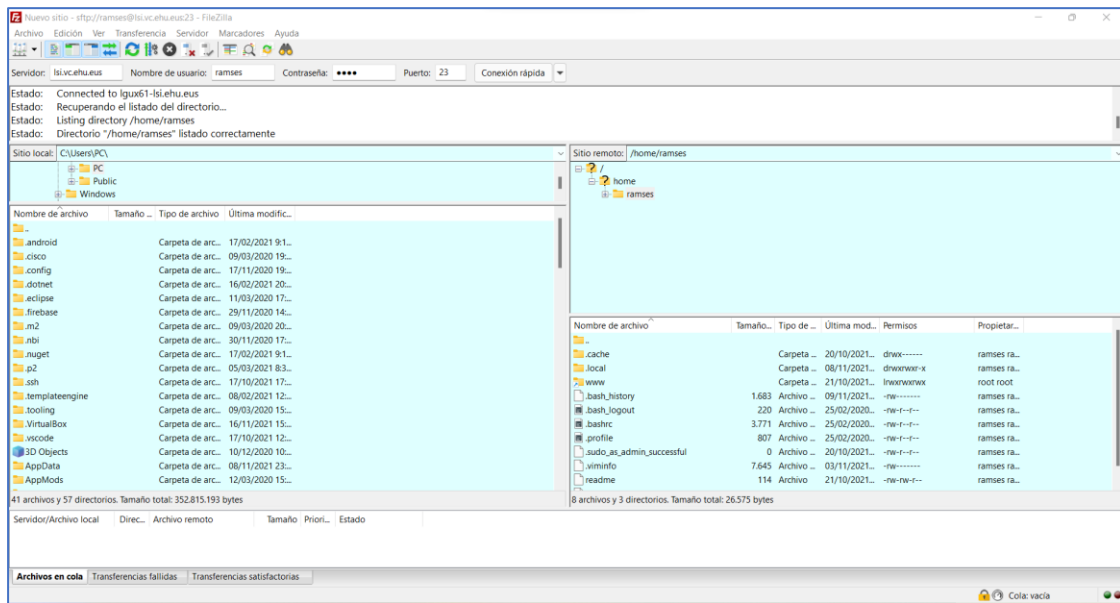 Nuevo sitio - sftp://ramses@lsi.vc.ehu.eus:23 - FileZilla
Archivo Edición Ver Transferencia Servidor Marcadores Ayuda
Servidor: lsi.vc.ehu.eus Nombre de usuario: ramses Contraseña: ●●●● Puerto: 23 Conexión rápida
Estado: Connected to lgux61-lsi.ehu.eus
Estado: Recuperando el listado del directorio...
Estado: Listing directory /home/ramses
Estado: Directorio "/home/ramses" listado correctamente
Sitio local: C:\Users\PC\
PC
Public
Windows
Nombre de archivo Tamaño ... Tipo de archivo Última modific...
..
.android Carpeta de arc... 17/02/2021 9:1...
.cisco Carpeta de arc... 09/03/2020 19:...
.config Carpeta de arc... 17/11/2020 19:...
.dotnet Carpeta de arc... 16/02/2021 20:...
.eclipse Carpeta de arc... 11/03/2020 17:...
.firebase Carpeta de arc... 29/11/2020 14:...
.m2 Carpeta de arc... 09/03/2020 20:...
.nbi Carpeta de arc... 30/11/2020 17:...
.nuget Carpeta de arc... 17/02/2021 9:1...
.p2 Carpeta de arc... 05/03/2021 8:3...
.ssh Carpeta de arc... 17/10/2021 17:...
.templateengine Carpeta de arc... 08/02/2021 12:...
.tooling Carpeta de arc... 09/03/2020 15:...
.VirtualBox Carpeta de arc... 16/11/2021 15:...
.vscode Carpeta de arc... 17/10/2021 12:...
3D Objects Carpeta de arc... 10/12/2020 10:...
AppData Carpeta de arc... 08/11/2021 23:...
AppMods Carpeta de arc... 12/03/2020 15:...
41 archivos y 57 directorios. Tamaño total: 352.815.193 bytes
Sitio remoto: /home/ramses
/
home
ramses
Nombre de archivo Tamaño... Tipo de ... Última mod... Permisos Propietar...
..
.cache Carpeta ... 20/10/2021... drwx------ ramses ra...
.local Carpeta ... 08/11/2021... drwxrwxr-x ramses ra...
www Carpeta ... 21/10/2021... lrwxrwxrwx root root
.bash_history 1.683 Archivo ... 09/11/2021... -rw------- ramses ra...
.bash_logout 220 Archivo ... 25/02/2020... -rw-r--r-- ramses ra...
.bashrc 3.771 Archivo ... 25/02/2020... -rw-r--r-- ramses ra...
.profile 807 Archivo ... 25/02/2020... -rw-r--r-- ramses ra...
.sudo_as_admin_successful 0 Archivo ... 20/10/2021... -rw-r--r-- ramses ra...
.viminfo 7.645 Archivo ... 03/11/2021... -rw------- ramses ra...
readme 114 Archivo 21/10/2021... -rw-rw-r-- ramses ra...
8 archivos y 3 directorios. Tamaño total: 26.575 bytes
Servidor/Archivo local Direc... Archivo remoto Tamaño Priori... Estado
Archivos en cola Transferencias fallidas Transferencias satisfactorias
Cola: vacía